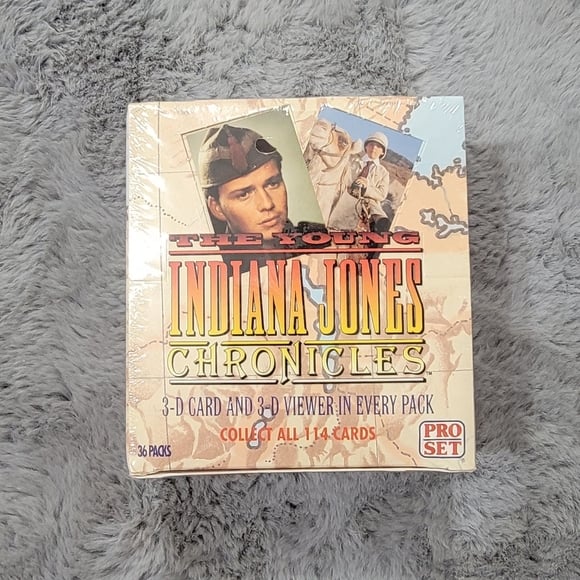 THE YOUNG
INDIANA JONES
CHRONICLES™
3-D CARD AND 3-D VIEWER IN EVERY PACK
COLLECT ALL 114 CARDS
36 PACKS
PRO
SET
®